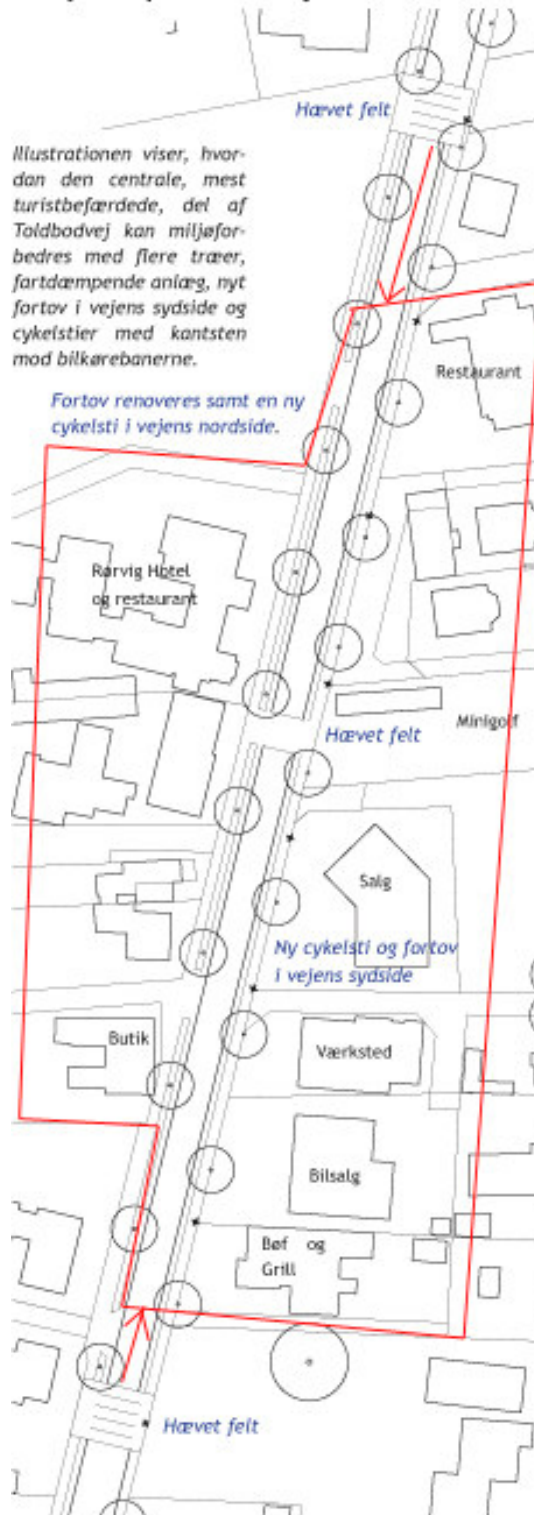 Hævet felt
Illustrationen viser, hvor-
dan den centrale, mest
turistbefærdede, del af
Toldbodvej kan miljøfor-
bedres med flere træer,
fartdæmpende anlæg, nyt
fortov i vejens sydside og
cykelstier med kantsten
mod bilkørebanerne.
Restaurant
Fortov renoveres samt en ny
cykelsti i vejens nordside.
Rørvig Hotel
og restaurant
Minigolf
Hævet felt
Salg
Ny cykelsti og fortov
i vejens sydside
Butik
Værksted
Bilsalg
Bøf og
Grill
Hævet felt